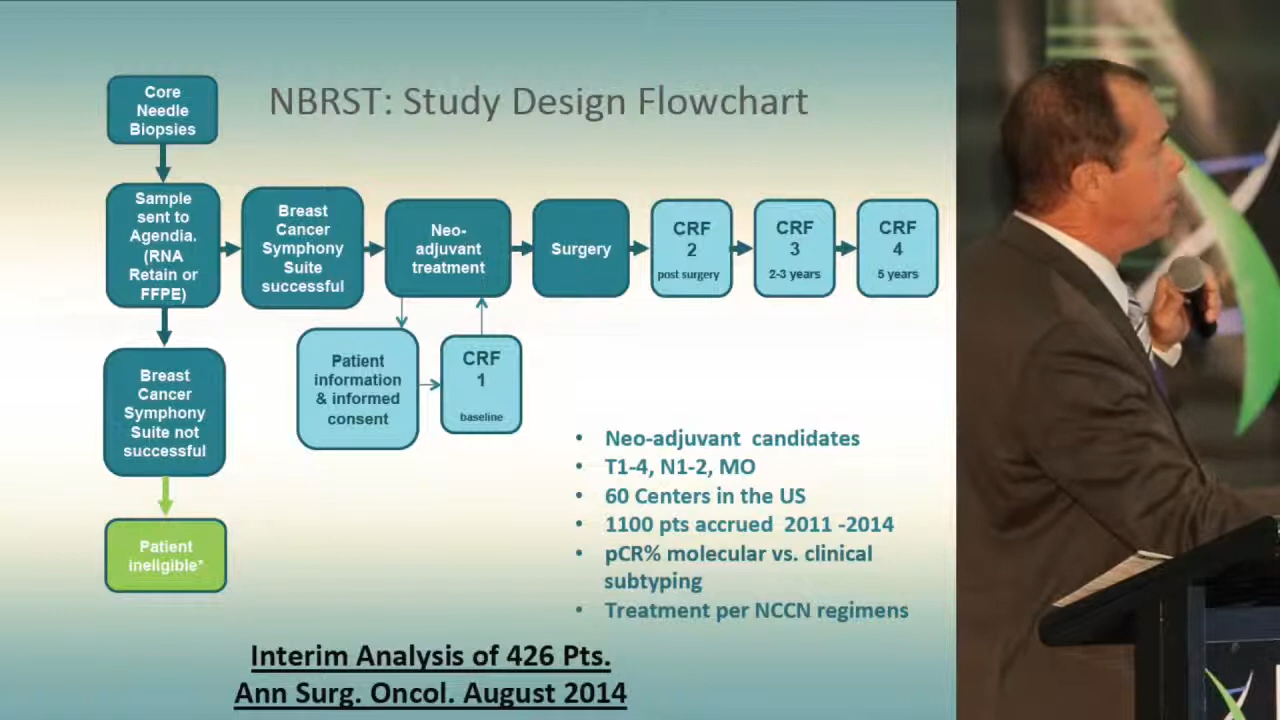 NBRST: Study Design Flowchart
Core
Needle
Biopsies
Sample
sent to
Agendia.
(RNA
Retain or
FFPE)
Breast
Cancer
Symphony
Suite
successful
Neo-
adjuvant
treatment
Surgery
CRF
2
post surgery
CRF
3
2-3 years
CRF
4
5 years
Breast
Cancer
Symphony
Suite not
successful
Patient
information
& informed
consent
CRF
1
baseline
Patient
ineligible*
• Neo-adjuvant candidates
• T1-4, N1-2, MO
• 60 Centers in the US
• 1100 pts accrued 2011 -2014
• pCR% molecular vs. clinical
subtyping
• Treatment per NCCN regimens
Interim Analysis of 426 Pts.
Ann Surg. Oncol. August 2014